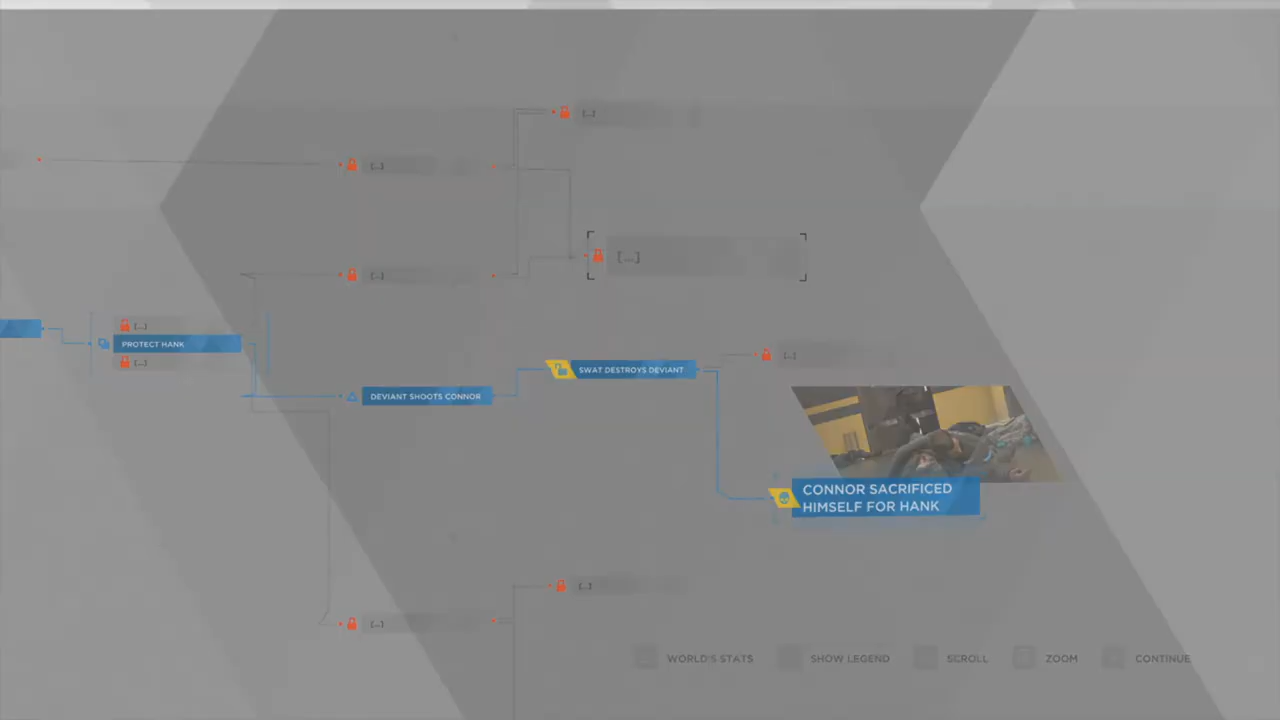 [...]
[...]
[...]
[...]
[...]
PROTECT HANK
[...]
[...]
SWAT DESTROYS DEVIANT
DEVIANT SHOOTS CONNOR
CONNOR SACRIFICED
HIMSELF FOR HANK
[...]
[...]
WORLD'S STATS
SHOW LEGEND
SCROLL
ZOOM
CONTINUE